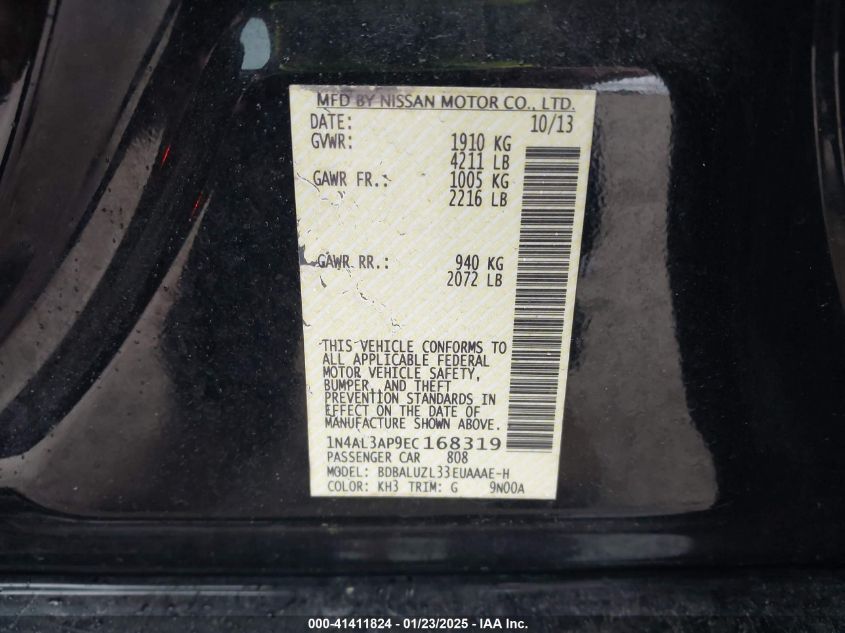 MFD BY NISSAN MOTOR CO., LTD.
DATE: 10/13
GVWR: 1910 KG
4211 LB
GAWR FR.: 1005 KG
2216 LB
GAWR RR.: 940 KG
2072 LB
THIS VEHICLE CONFORMS TO
ALL APPLICABLE FEDERAL
MOTOR VEHICLE SAFETY,
BUMPER, AND THEFT
PREVENTION STANDARDS IN
EFFECT ON THE DATE OF
MANUFACTURE SHOWN ABOVE.
1N4AL3AP9EC168319
PASSENGER CAR 808
MODEL: BDBALUZL33EUAAAE-H
COLOR: KH3 TRIM: G 9N00A
000-41411824 - 01/23/2025 - IAA Inc.